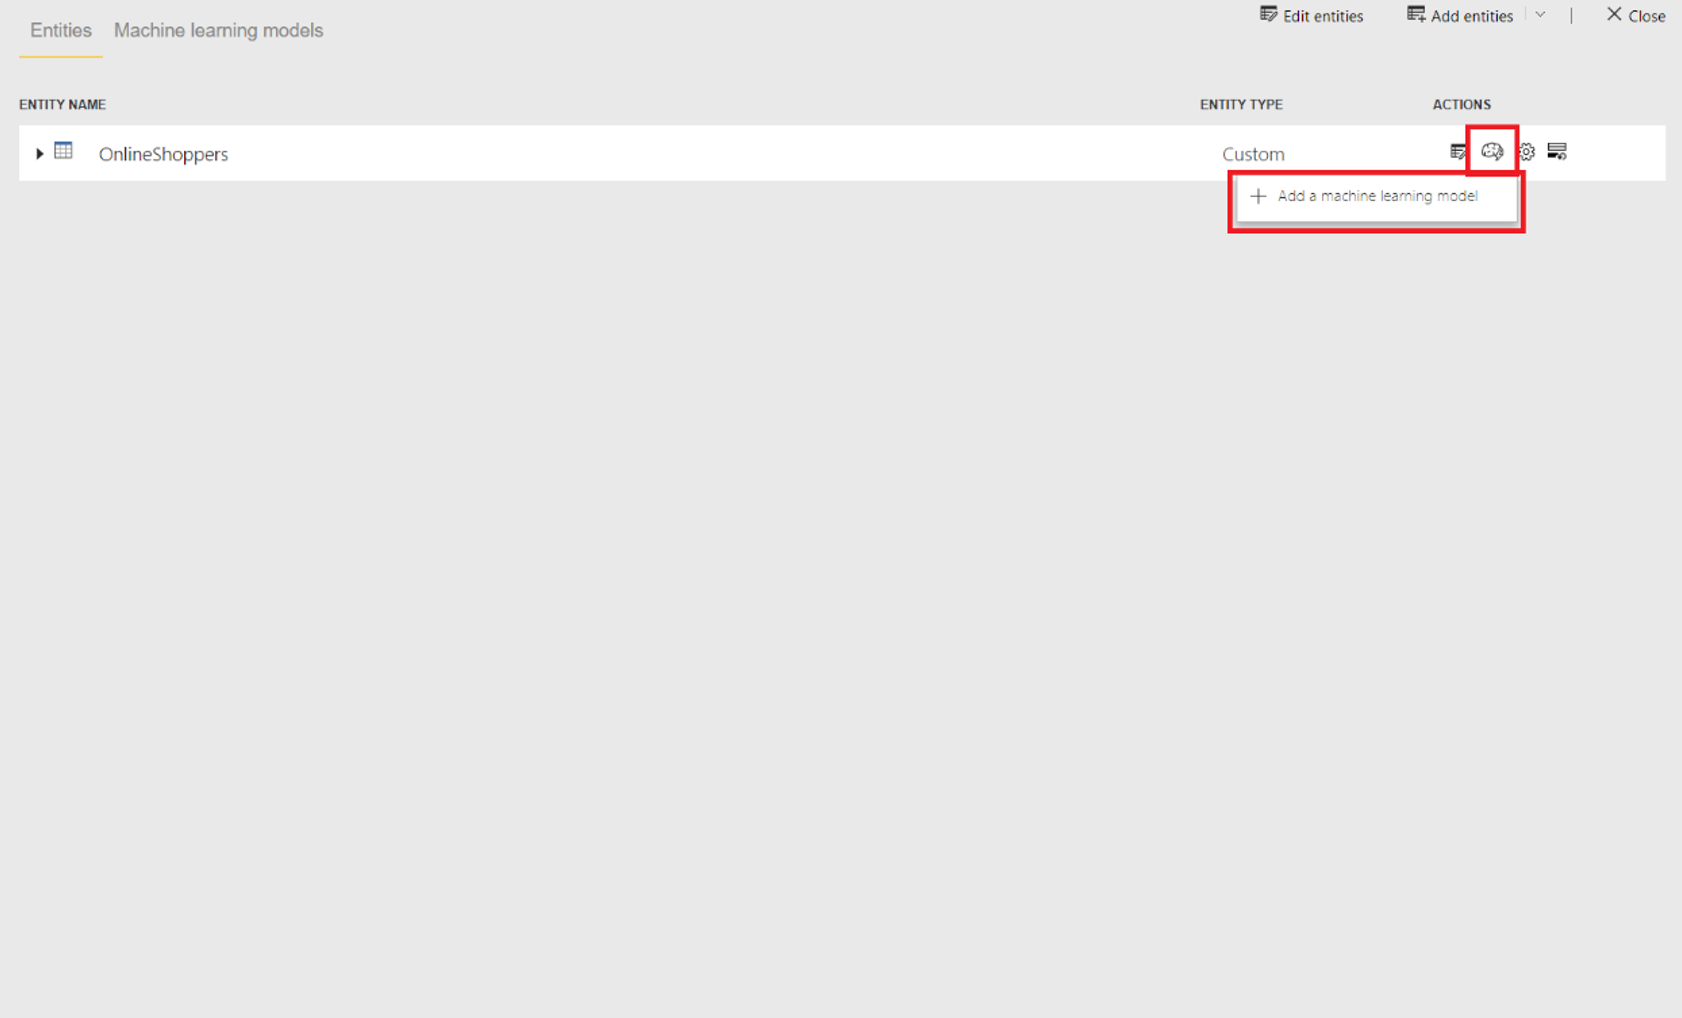 Entities Machine learning models Edit entities Add entities Close
ENTITY NAME ENTITY TYPE ACTIONS
OnlineShoppers Custom
Add a machine learning model